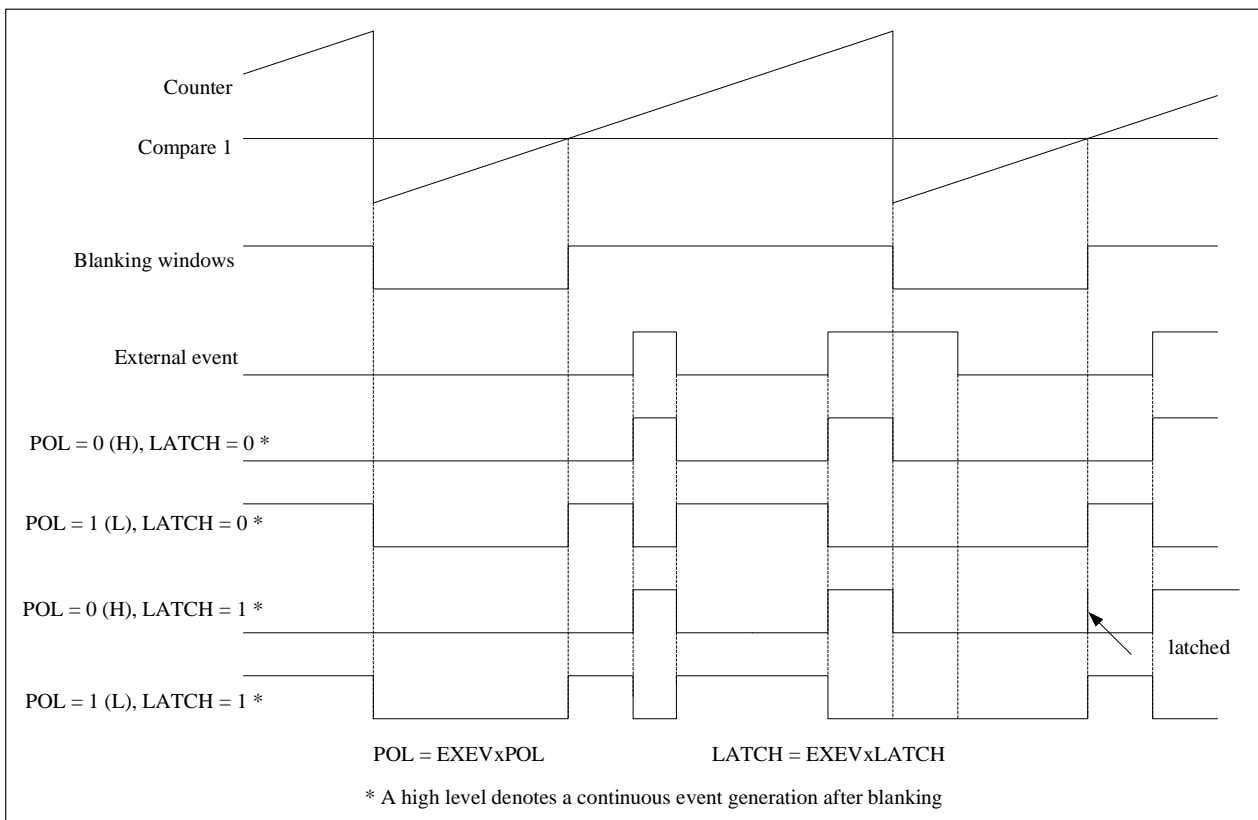 Counter
Compare 1
Blanking windows
External event
POL = 0 (H), LATCH = 0 *
POL = 1 (L), LATCH = 0 *
POL = 0 (H), LATCH = 1 *
latched
POL = 1 (L), LATCH = 1 *
POL = EXEVxPOL LATCH = EXEVxLATCH
* A high level denotes a continuous event generation after blanking